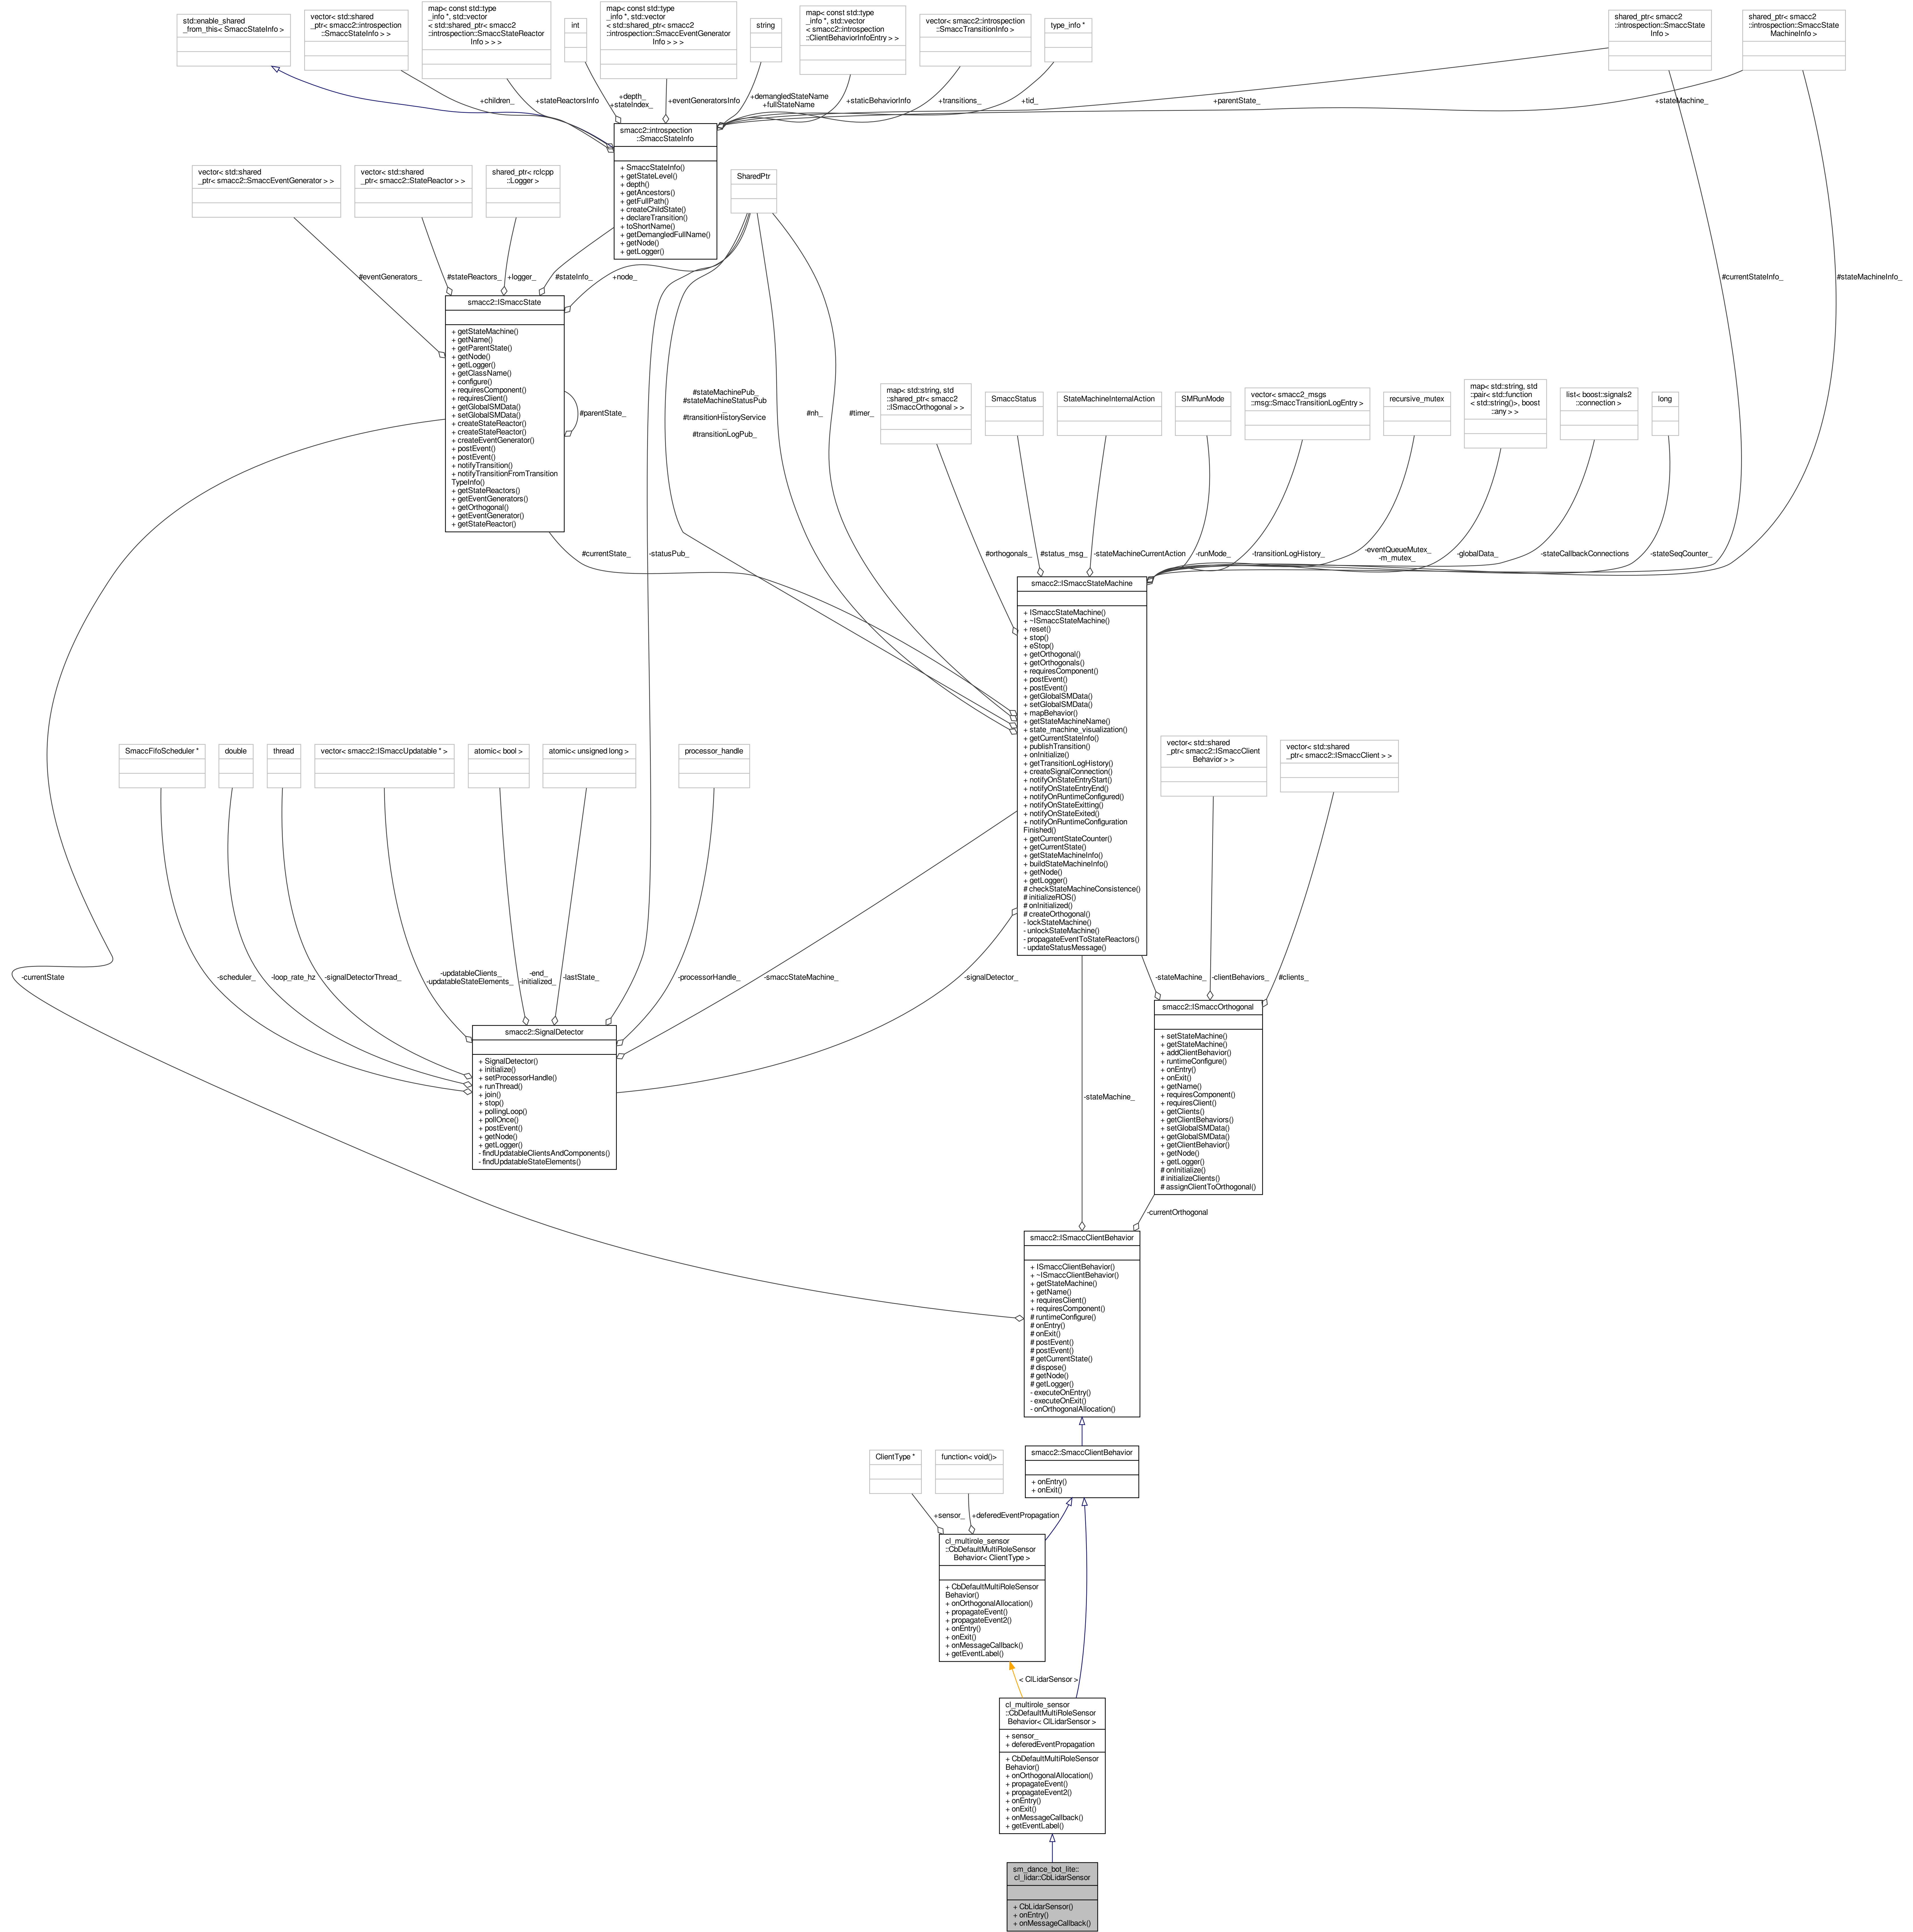 std::enable_shared
_from_this< SmaccStateInfo >
vector< std::shared
_ptr< smacc2::introspection
::SmaccStateInfo > >
map< const std::type
_info *, std::vector
< std::shared_ptr< smacc2
::introspection::SmaccStateReactor
Info > > >
int
map< const std::type
_info *, std::vector
< std::shared_ptr< smacc2
::introspection::SmaccEventGenerator
Info > > >
string
map< const std::type
_info *, std::vector
< smacc2::introspection
::ClientBehaviorInfoEntry > >
vector< smacc2::introspection
::SmaccTransitionInfo >
type_info *
shared_ptr< smacc2
::introspection::SmaccState
Info >
shared_ptr< smacc2
::introspection::SmaccState
MachineInfo >
+children_
+stateReactorsInfo
+depth_
+stateIndex_
+eventGeneratorsInfo
+demangledStateName
+fullStateName
+staticBehaviorInfo
+transitions_
+tid_
+parentState_
+stateMachine_
smacc2::introspection
::SmaccStateInfo
+ SmaccStateInfo()
+ getStateLevel()
+ depth()
+ getAncestors()
+ getFullPath()
+ createChildState()
+ declareTransition()
+ toShortName()
+ getDemangledFullName()
+ getNode()
+ getLogger()
vector< std::shared
_ptr< smacc2::SmaccEventGenerator > >
vector< std::shared
_ptr< smacc2::StateReactor > >
shared_ptr< rclcpp
::Logger >
SharedPtr
#eventGenerators_
#stateReactors_
+logger_
#stateInfo_
+node_
#currentStateInfo_
#stateMachineInfo_
smacc2::ISmaccState
+ getStateMachine()
+ getName()
+ getParentState()
+ getNode()
+ getLogger()
+ getClassName()
+ configure()
+ requiresComponent()
+ requiresClient()
+ getGlobalSMData()
+ setGlobalSMData()
+ createStateReactor()
+ createStateReactor()
+ createEventGenerator()
+ postEvent()
+ postEvent()
+ notifyTransition()
+ notifyTransitionFromTransition
TypeInfo()
+ getStateReactors()
+ getEventGenerators()
+ getOrthogonal()
+ getEventGenerator()
+ getStateReactor()
#parentState_
#stateMachinePub_
#stateMachineStatusPub
_
#transitionHistoryService
_
#transitionLogPub_
#nh_
#timer_
map< std::string, std
::shared_ptr< smacc2
::ISmaccOrthogonal > >
SmaccStatus
StateMachineInternalAction
SMRunMode
vector< smacc2_msgs
::msg::SmaccTransitionLogEntry >
recursive_mutex
map< std::string, std
::pair< std::function
< std::string()>, boost
::any > >
list< boost::signals2
::connection >
long
#currentState_
-statusPub_
#orthogonals_
#status_msg_
-stateMachineCurrentAction
-runMode_
-transitionLogHistory_
-eventQueueMutex_
-m_mutex_
-globalData_
-stateCallbackConnections
-stateSeqCounter_
smacc2::ISmaccStateMachine
+ ISmaccStateMachine()
+ ~ISmaccStateMachine()
+ reset()
+ stop()
+ eStop()
+ getOrthogonal()
+ getOrthogonals()
+ requiresComponent()
+ postEvent()
+ postEvent()
+ getGlobalSMData()
+ setGlobalSMData()
+ mapBehavior()
+ getStateMachineName()
+ state_machine_visualization()
+ getCurrentStateInfo()
+ publishTransition()
+ onInitialize()
+ getTransitionLogHistory()
+ createSignalConnection()
+ notifyOnStateEntryStart()
+ notifyOnStateEntryEnd()
+ notifyOnRuntimeConfigured()
+ notifyOnStateExitting()
+ notifyOnStateExited()
+ notifyOnRuntimeConfiguration
Finished()
+ getCurrentStateCounter()
+ getCurrentState()
+ getStateMachineInfo()
+ buildStateMachineInfo()
+ getNode()
+ getLogger()
# checkStateMachineConsistence()
# initializeROS()
# onInitialized()
# createOrthogonal()
- lockStateMachine()
- unlockStateMachine()
- propagateEventToStateReactors()
- updateStatusMessage()
SmaccFifoScheduler *
double
thread
vector< smacc2::ISmaccUpdatable * >
atomic< bool >
atomic< unsigned long >
processor_handle
vector< std::shared
_ptr< smacc2::ISmaccClient
Behavior > >
vector< std::shared
_ptr< smacc2::ISmaccClient > >
-currentState
-scheduler_
-loop_rate_hz
-signalDetectorThread_
-updatableClients_
-updatableStateElements_
-end_
-initialized_
-lastState_
-processorHandle_
-smaccStateMachine_
-signalDetector_
-stateMachine_
-clientBehaviors_
#clients_
smacc2::SignalDetector
+ SignalDetector()
+ initialize()
+ setProcessorHandle()
+ runThread()
+ join()
+ stop()
+ pollingLoop()
+ pollOnce()
+ postEvent()
+ getNode()
+ getLogger()
- findUpdatableClientsAndComponents()
- findUpdatableStateElements()
smacc2::ISmaccOrthogonal
+ setStateMachine()
+ getStateMachine()
+ addClientBehavior()
+ runtimeConfigure()
+ onEntry()
+ onExit()
+ getName()
+ requiresComponent()
+ requiresClient()
+ getClients()
+ getClientBehaviors()
+ setGlobalSMData()
+ getGlobalSMData()
+ getClientBehavior()
+ getNode()
+ getLogger()
# onInitialize()
# initializeClients()
# assignClientToOrthogonal()
-stateMachine_
-currentOrthogonal
smacc2::ISmaccClientBehavior
+ ISmaccClientBehavior()
+ ~ISmaccClientBehavior()
+ getStateMachine()
+ getName()
+ requiresClient()
+ requiresComponent()
# runtimeConfigure()
# onEntry()
# onExit()
# postEvent()
# postEvent()
# getCurrentState()
# dispose()
# getNode()
# getLogger()
- executeOnEntry()
- executeOnExit()
- onOrthogonalAllocation()
ClientType *
function< void()>
smacc2::SmaccClientBehavior
+ onEntry()
+ onExit()
+sensor_
+deferedEventPropagation
cl_multirole_sensor
::CbDefaultMultiRoleSensor
Behavior< ClientType >
+ CbDefaultMultiRoleSensor
Behavior()
+ onOrthogonalAllocation()
+ propagateEvent()
+ propagateEvent2()
+ onEntry()
+ onExit()
+ onMessageCallback()
+ getEventLabel()
< ClLidarSensor >
cl_multirole_sensor
::CbDefaultMultiRoleSensor
Behavior< ClLidarSensor >
+ sensor_
+ deferedEventPropagation
+ CbDefaultMultiRoleSensor
Behavior()
+ onOrthogonalAllocation()
+ propagateEvent()
+ propagateEvent2()
+ onEntry()
+ onExit()
+ onMessageCallback()
+ getEventLabel()
sm_dance_bot_lite::
cl_lidar::CbLidarSensor
+ CbLidarSensor()
+ onEntry()
+ onMessageCallback()